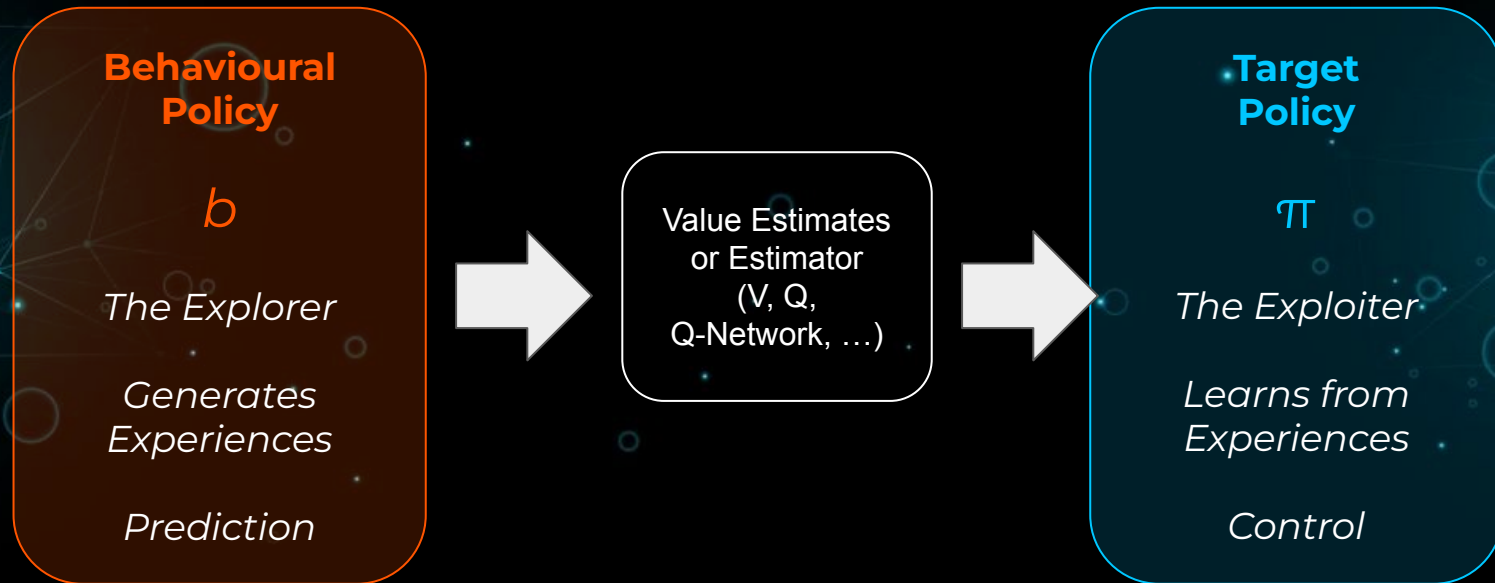 Behavioural
Policy
b
The Explorer
Generates
Experiences
Prediction
Value Estimates
or Estimator
(V, Q,
Q-Network, …)
Target
Policy
π
The Exploiter
Learns from
Experiences
Control